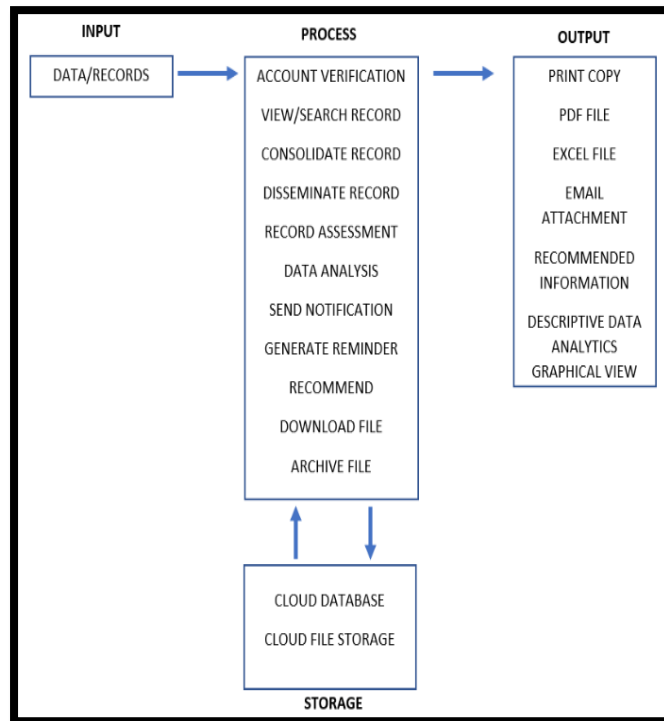 INPUT
DATA/RECORDS
PROCESS
ACCOUNT VERIFICATION
VIEW/SEARCH RECORD
CONSOLIDATE RECORD
DISSEMINATE RECORD
RECORD ASSESSMENT
DATA ANALYSIS
SEND NOTIFICATION
GENERATE REMINDER
RECOMMEND
DOWNLOAD FILE
ARCHIVE FILE
OUTPUT
PRINT COPY
PDF FILE
EXCEL FILE
EMAIL
ATTACHMENT
RECOMMENDED
INFORMATION
DESCRIPTIVE DATA
ANALYTICS
GRAPHICAL VIEW
CLOUD DATABASE
CLOUD FILE STORAGE
STORAGE